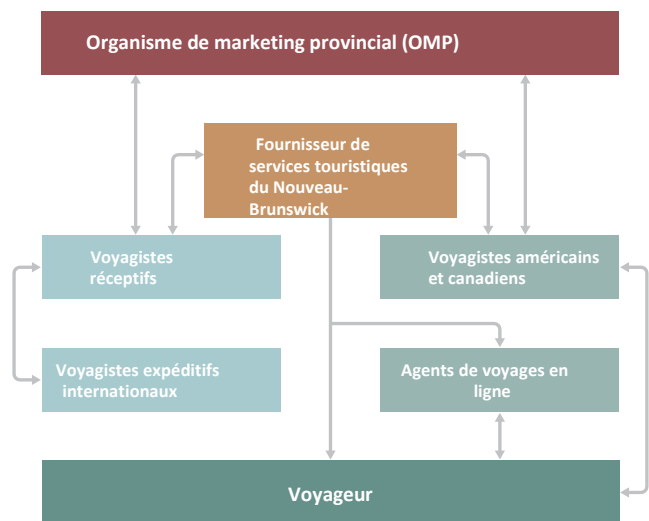 Organisme de marketing provincial (OMP)
Fournisseur de
services touristiques
du Nouveau-
Brunswick
Voyagistes
réceptifs
Voyagistes américains
et canadiens
Voyagistes expéditifs
internationaux
Agents de voyages en
ligne
Voyageur